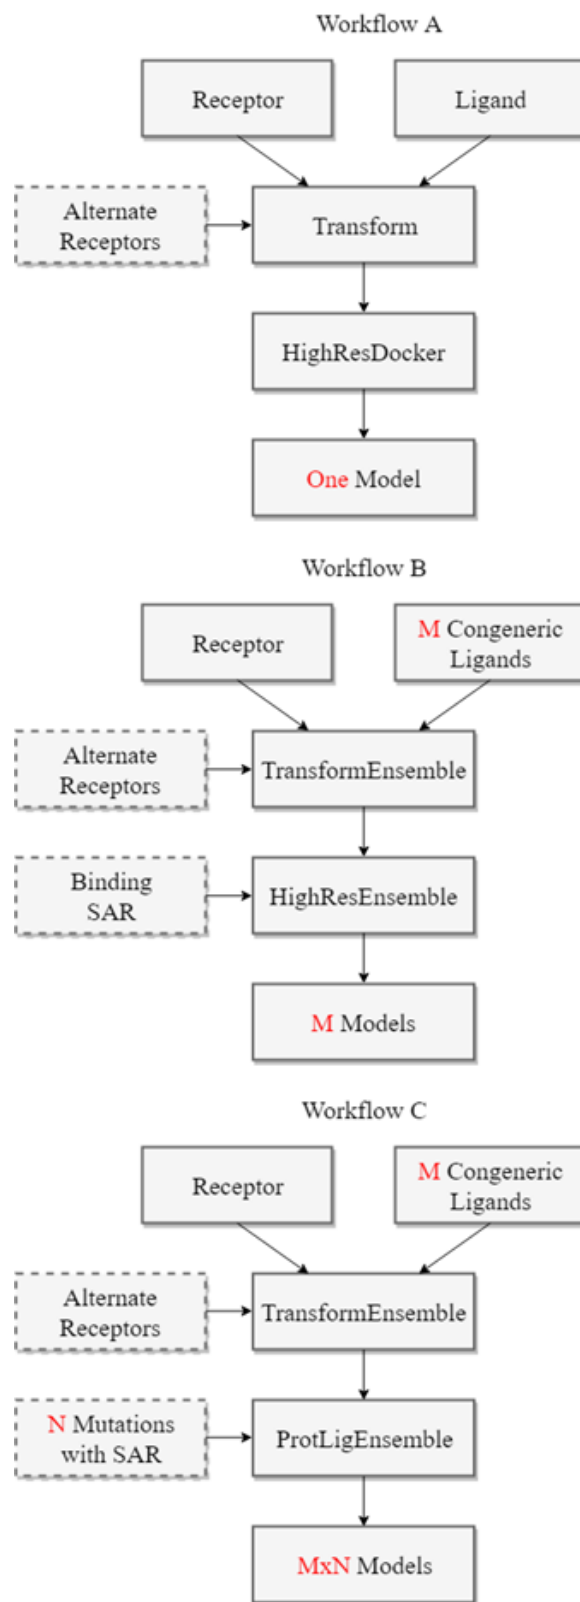 Workflow A
Receptor
Ligand
Alternate
Receptors
Transform
HighResDocker
One Model
Workflow B
Receptor
M Congeneric
Ligands
Alternate
Receptors
TransformEnsemble
Binding
SAR
HighResEnsemble
M Models
Workflow C
Receptor
M Congeneric
Ligands
Alternate
Receptors
TransformEnsemble
N Mutations
with SAR
ProtLigEnsemble
MxN Models